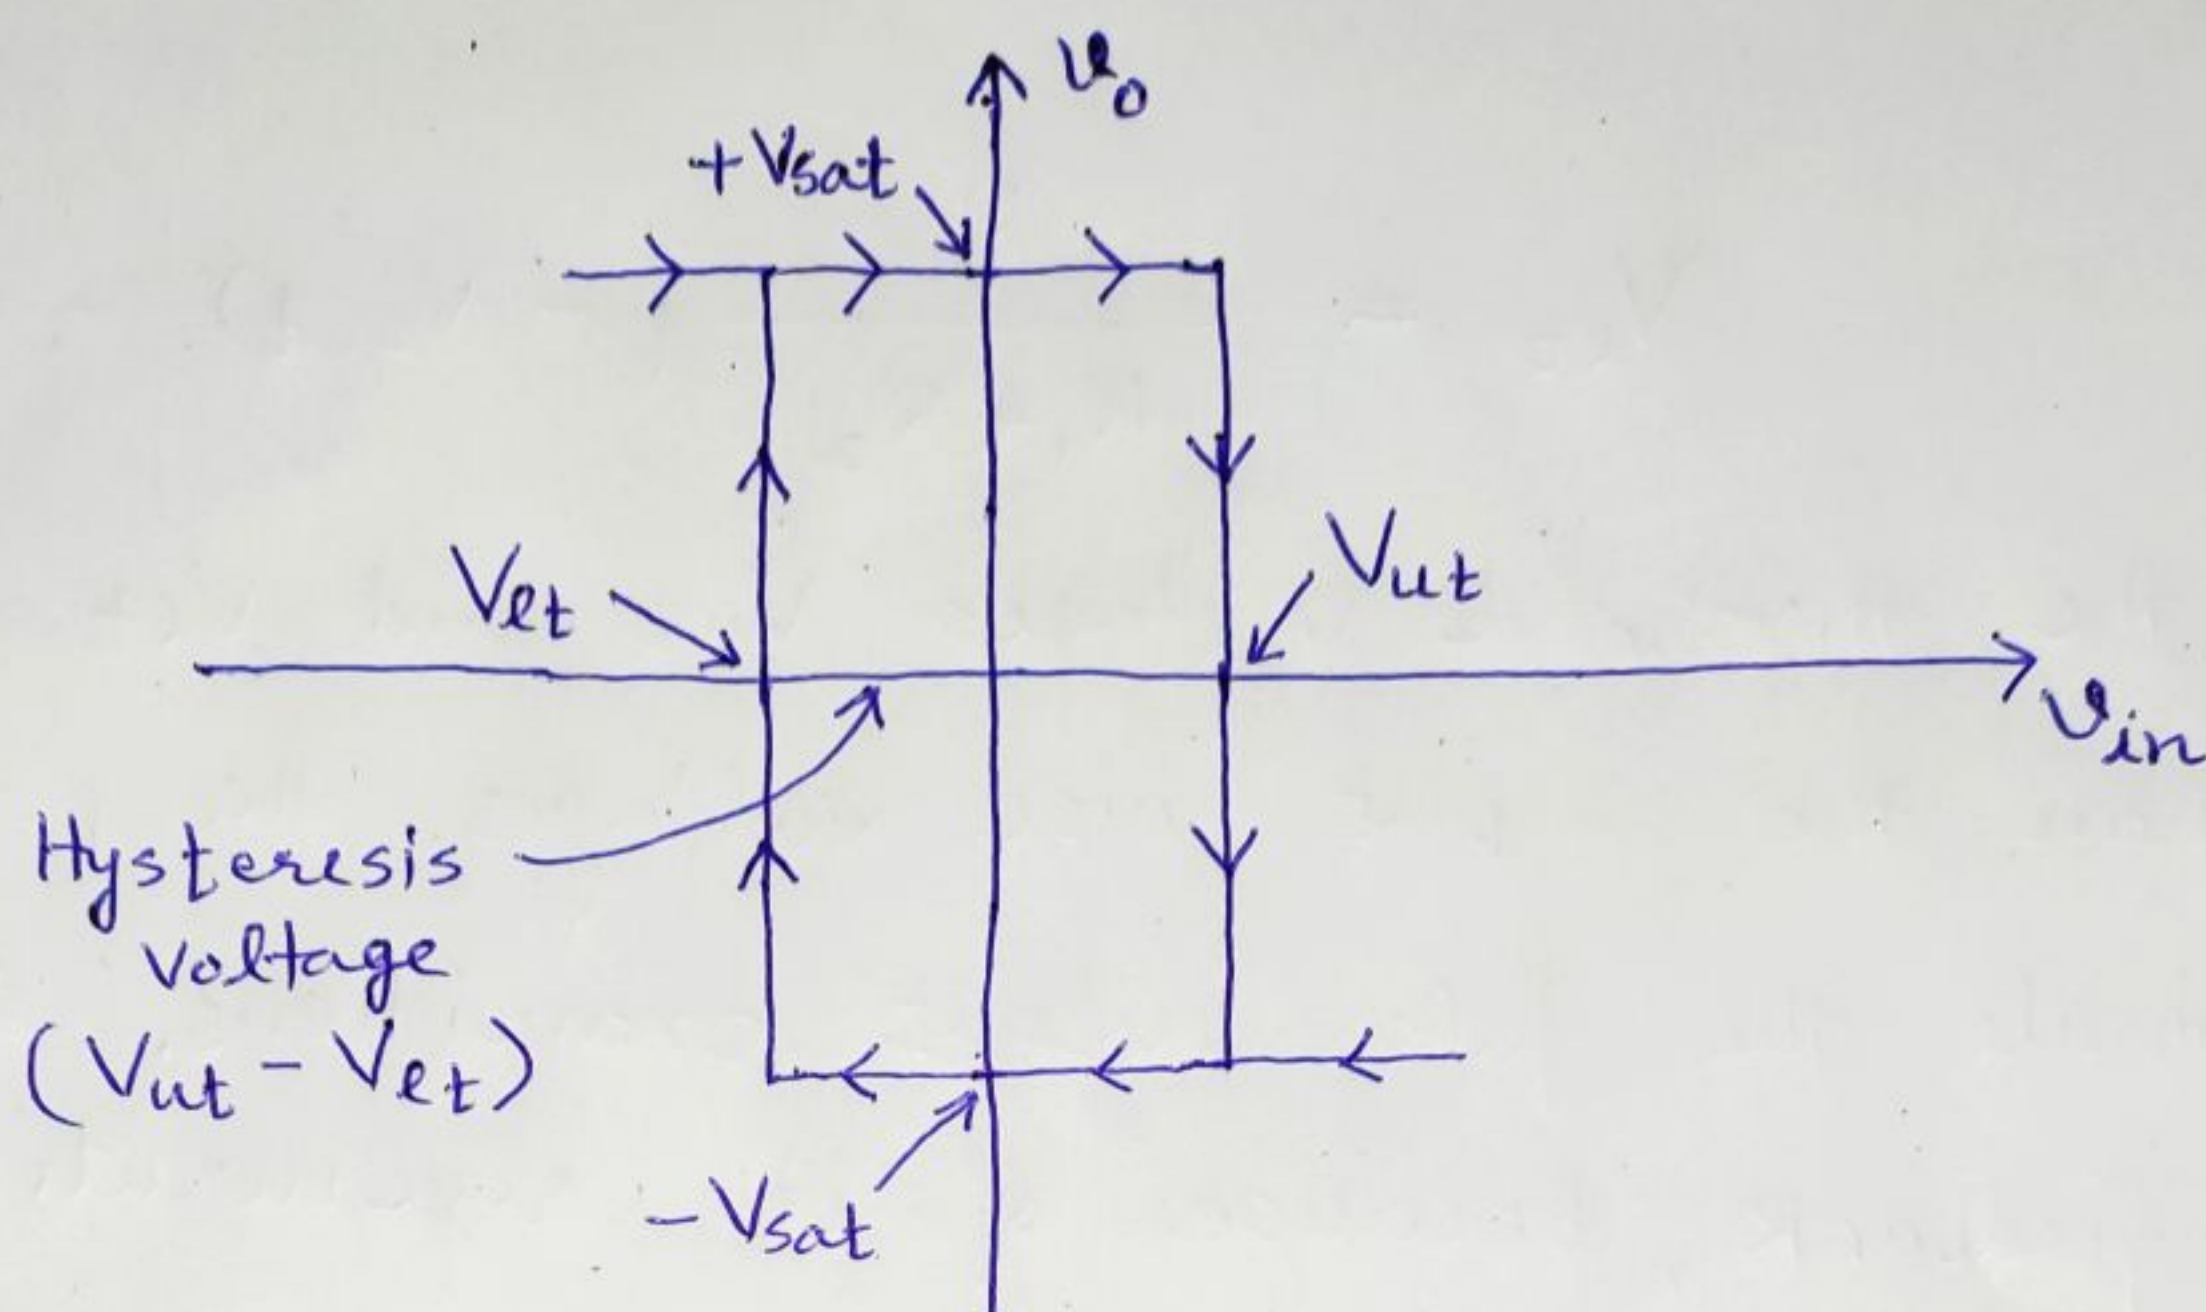 v₀
+Vsat
Vlt
Vut
vin
Hysteresis
voltage
(Vut - Vlt)
-Vsat